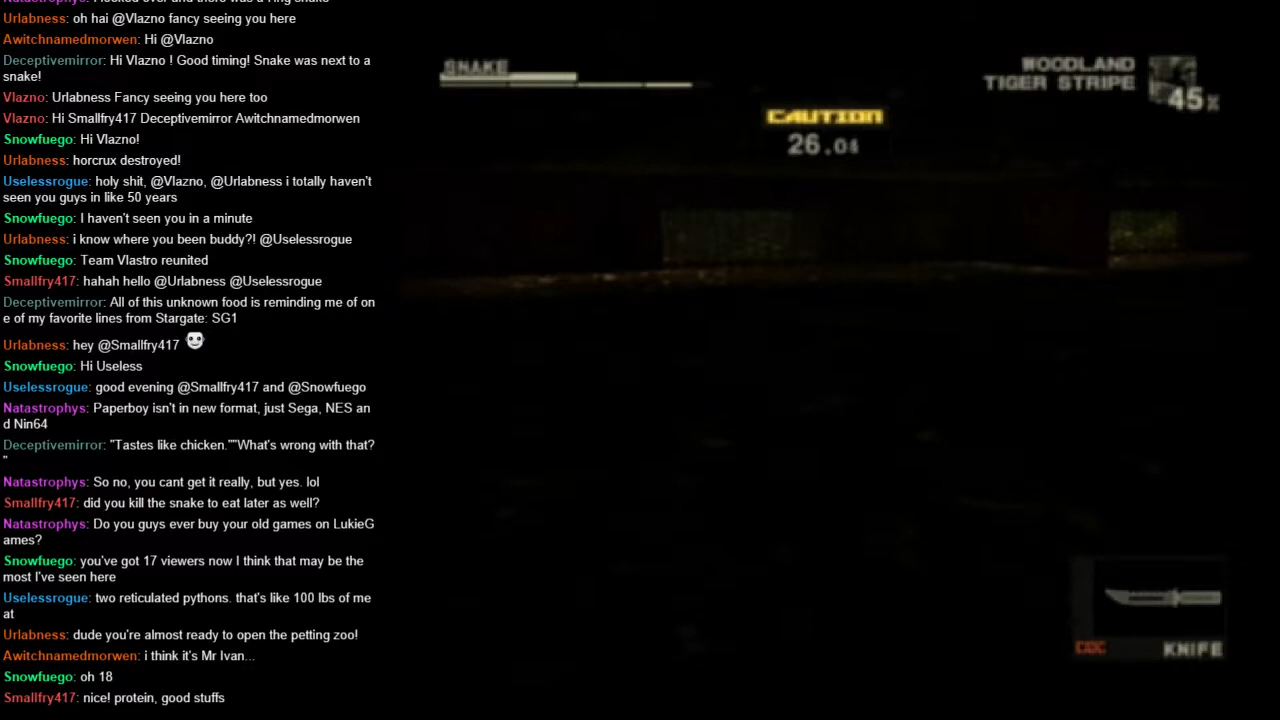 Urlabness: oh hai @Vlazno fancy seeing you here
Awitchnamedmorwen: Hi @Vlazno
Deceptivemirror: Hi Vlazno ! Good timing! Snake was next to a
snake!
Vlazno: Urlabness Fancy seeing you here too
Vlazno: Hi Smallfry417 Deceptivemirror Awitchnamedmorwen
Snowfuego: Hi Vlazno!
Urlabness: horcrux destroyed!
Uselessrogue: holy shit, @Vlazno, @Urlabness i totally haven't
seen you guys in like 50 years
Snowfuego: I haven't seen you in a minute
Urlabness: i know where you been buddy?! @Uselessrogue
Snowfuego: Team Vlastro reunited
Smallfry417: hahah hello @Urlabness @Uselessrogue
Deceptivemirror: All of this unknown food is reminding me of on
e of my favorite lines from Stargate: SG1
Urlabness: hey @Smallfry417
Snowfuego: Hi Useless
Uselessrogue: good evening @Smallfry417 and @Snowfuego
Natastrophys: Paperboy isn't in new format, just Sega, NES an
d Nin64
Deceptivemirror: "Tastes like chicken.""What's wrong with that?
"
Natastrophys: So no, you cant get it really, but yes. lol
Smallfry417: did you kill the snake to eat later as well?
Natastrophys: Do you guys ever buy your old games on LukieG
ames?
Snowfuego: you've got 17 viewers now I think that may be the
most I've seen here
Uselessrogue: two reticulated pythons. that's like 100 lbs of me
at
Urlabness: dude you're almost ready to open the petting zoo!
Awitchnamedmorwen: i think it's Mr Ivan...
Snowfuego: oh 18
Smallfry417: nice! protein, good stuffs
SNAKE
CAUTION
26.04
WOODLAND
TIGER STRIPE
45%
CQC
KNIFE